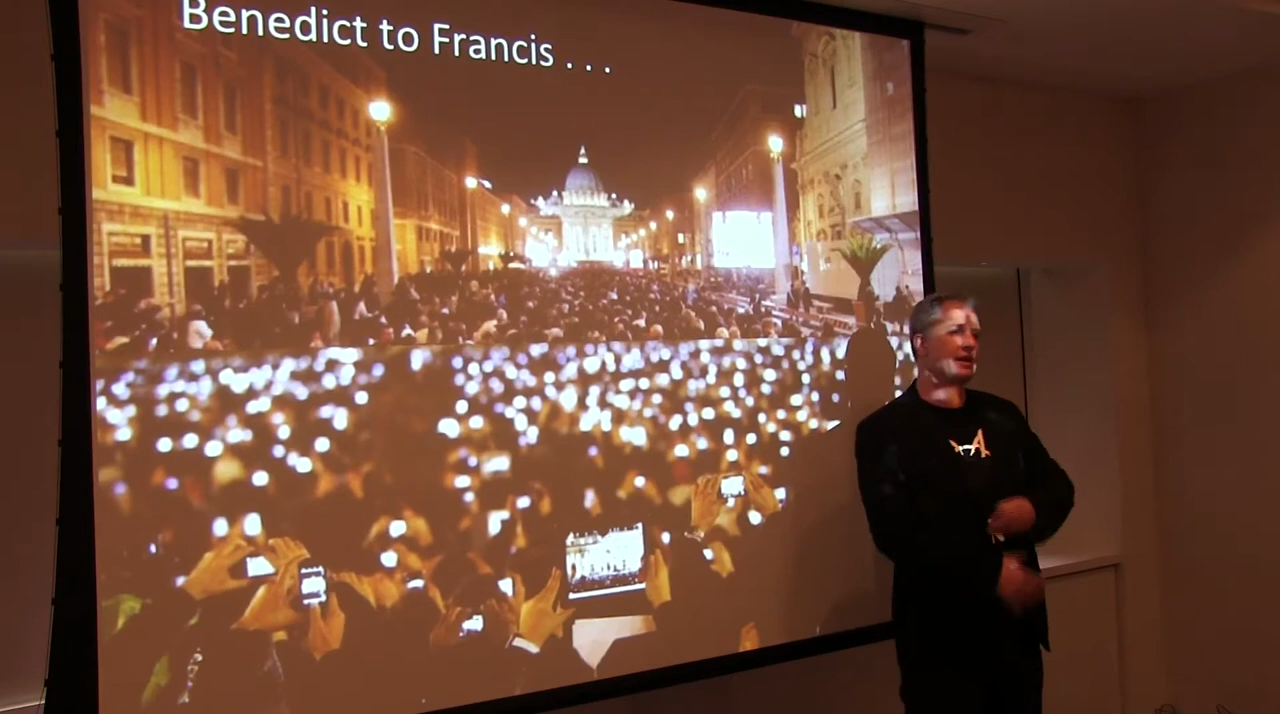 Benedict to Francis . . .